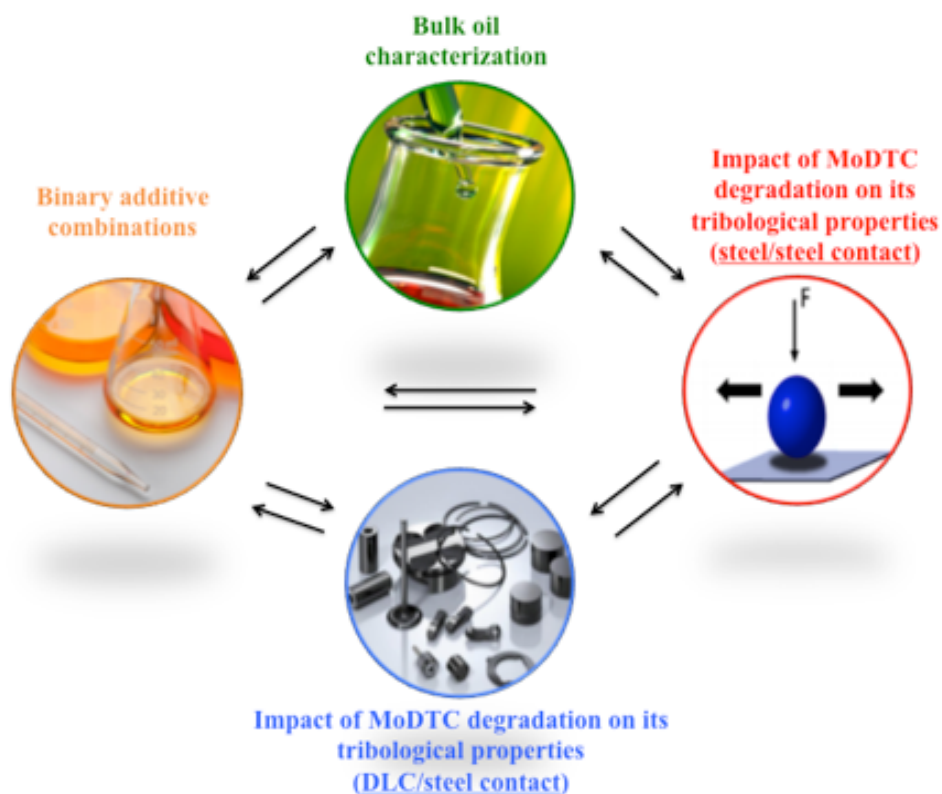 Bulk oil
characterization
Impact of MoDTC
degradation on its
tribological properties
(steel/steel contact)
Binary additive
combinations
F
Impact of MoDTC degradation on its
tribological properties
(DLC/steel contact)